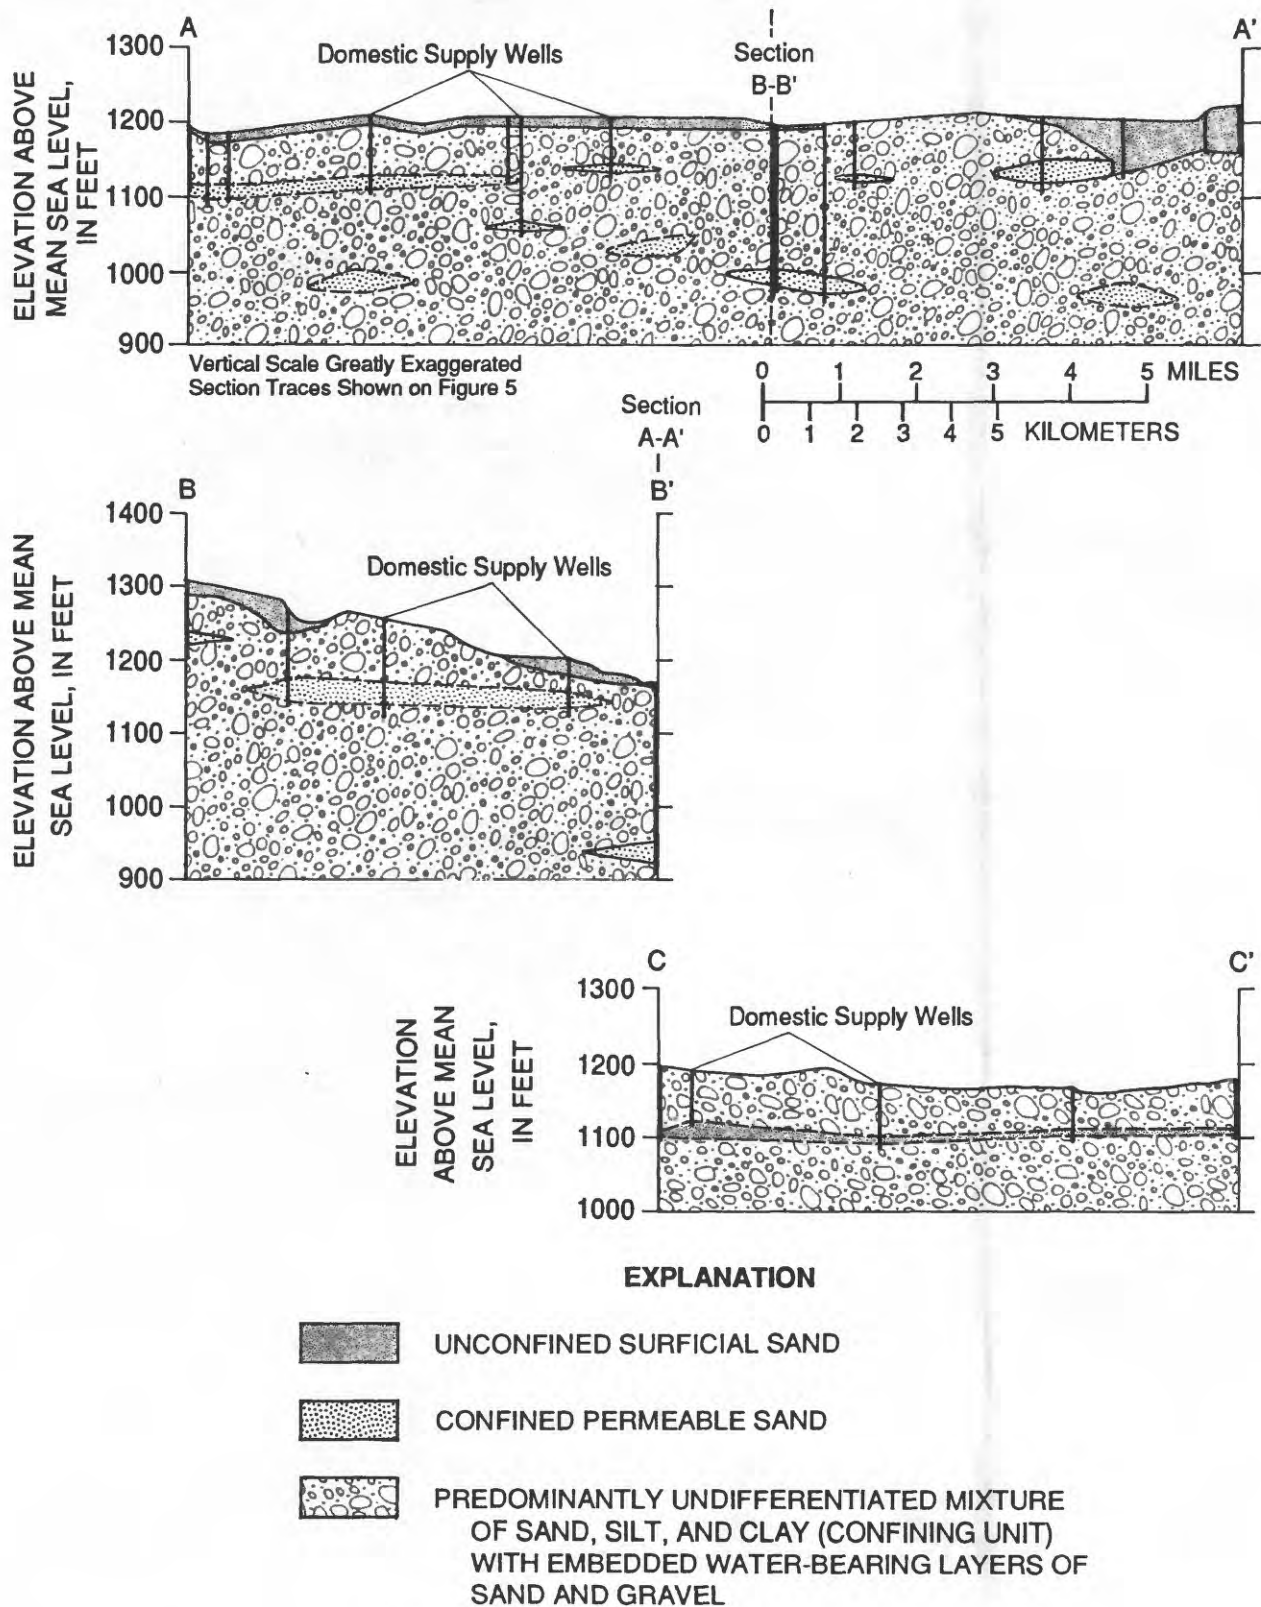 A
A'
Section
B-B'
Domestic Supply Wells
ELEVATION ABOVE
MEAN SEA LEVEL,
IN FEET
1300
1200
1100
1000
900
Vertical Scale Greatly Exaggerated
Section Traces Shown on Figure 5
0 1 2 3 4 5 MILES
0 1 2 3 4 5 KILOMETERS
Section
A-A'
B
B'
Domestic Supply Wells
ELEVATION ABOVE MEAN
SEA LEVEL, IN FEET
1400
1300
1200
1100
1000
900
C
C'
Domestic Supply Wells
ELEVATION
ABOVE MEAN
SEA LEVEL,
IN FEET
1300
1200
1100
1000
EXPLANATION
UNCONFINED SURFICIAL SAND
CONFINED PERMEABLE SAND
PREDOMINANTLY UNDIFFERENTIATED MIXTURE
OF SAND, SILT, AND CLAY (CONFINING UNIT)
WITH EMBEDDED WATER-BEARING LAYERS OF
SAND AND GRAVEL